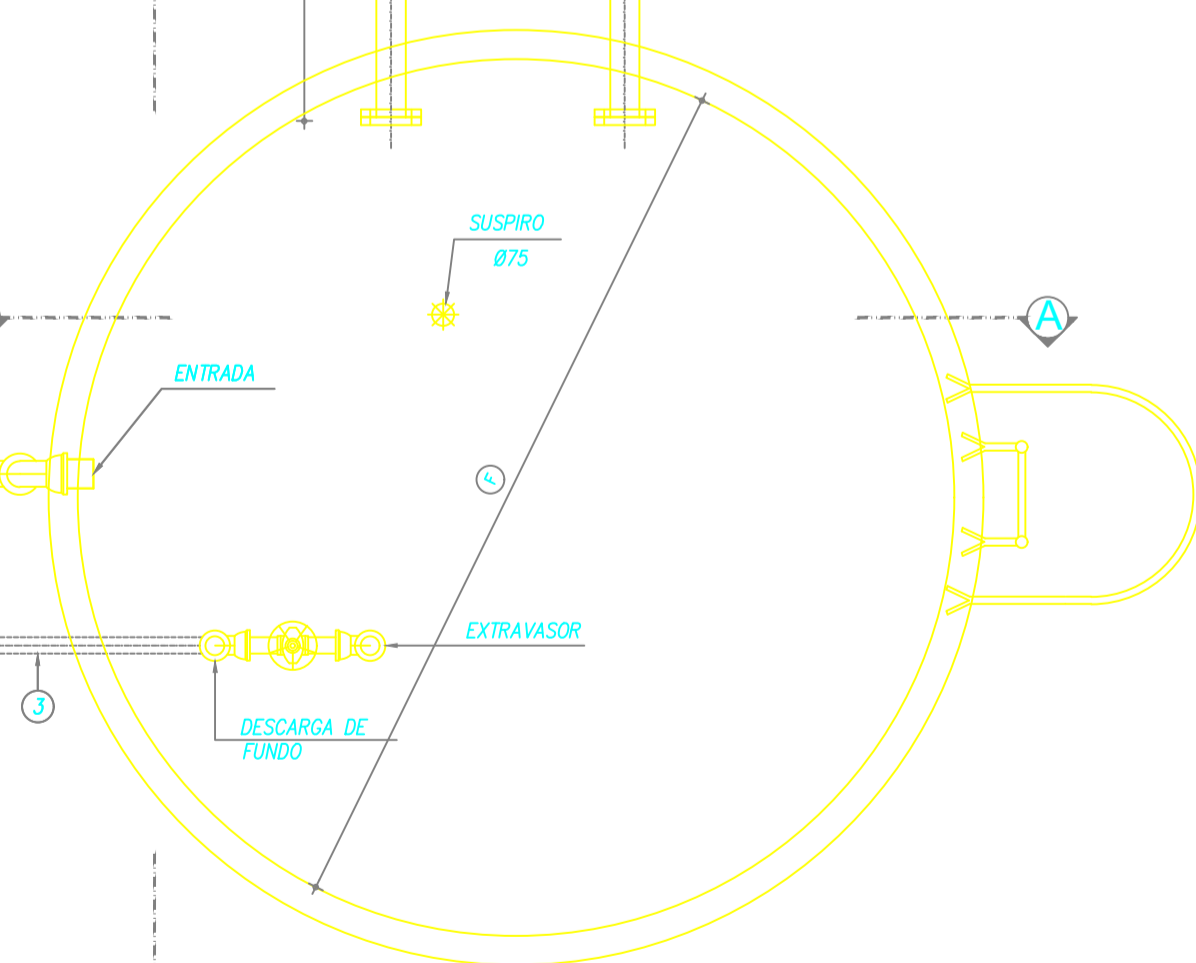 SUSPIRO
Ø75
A
ENTRADA
F
EXTRAVASOR
3
DESCARGA DE
FUNDO